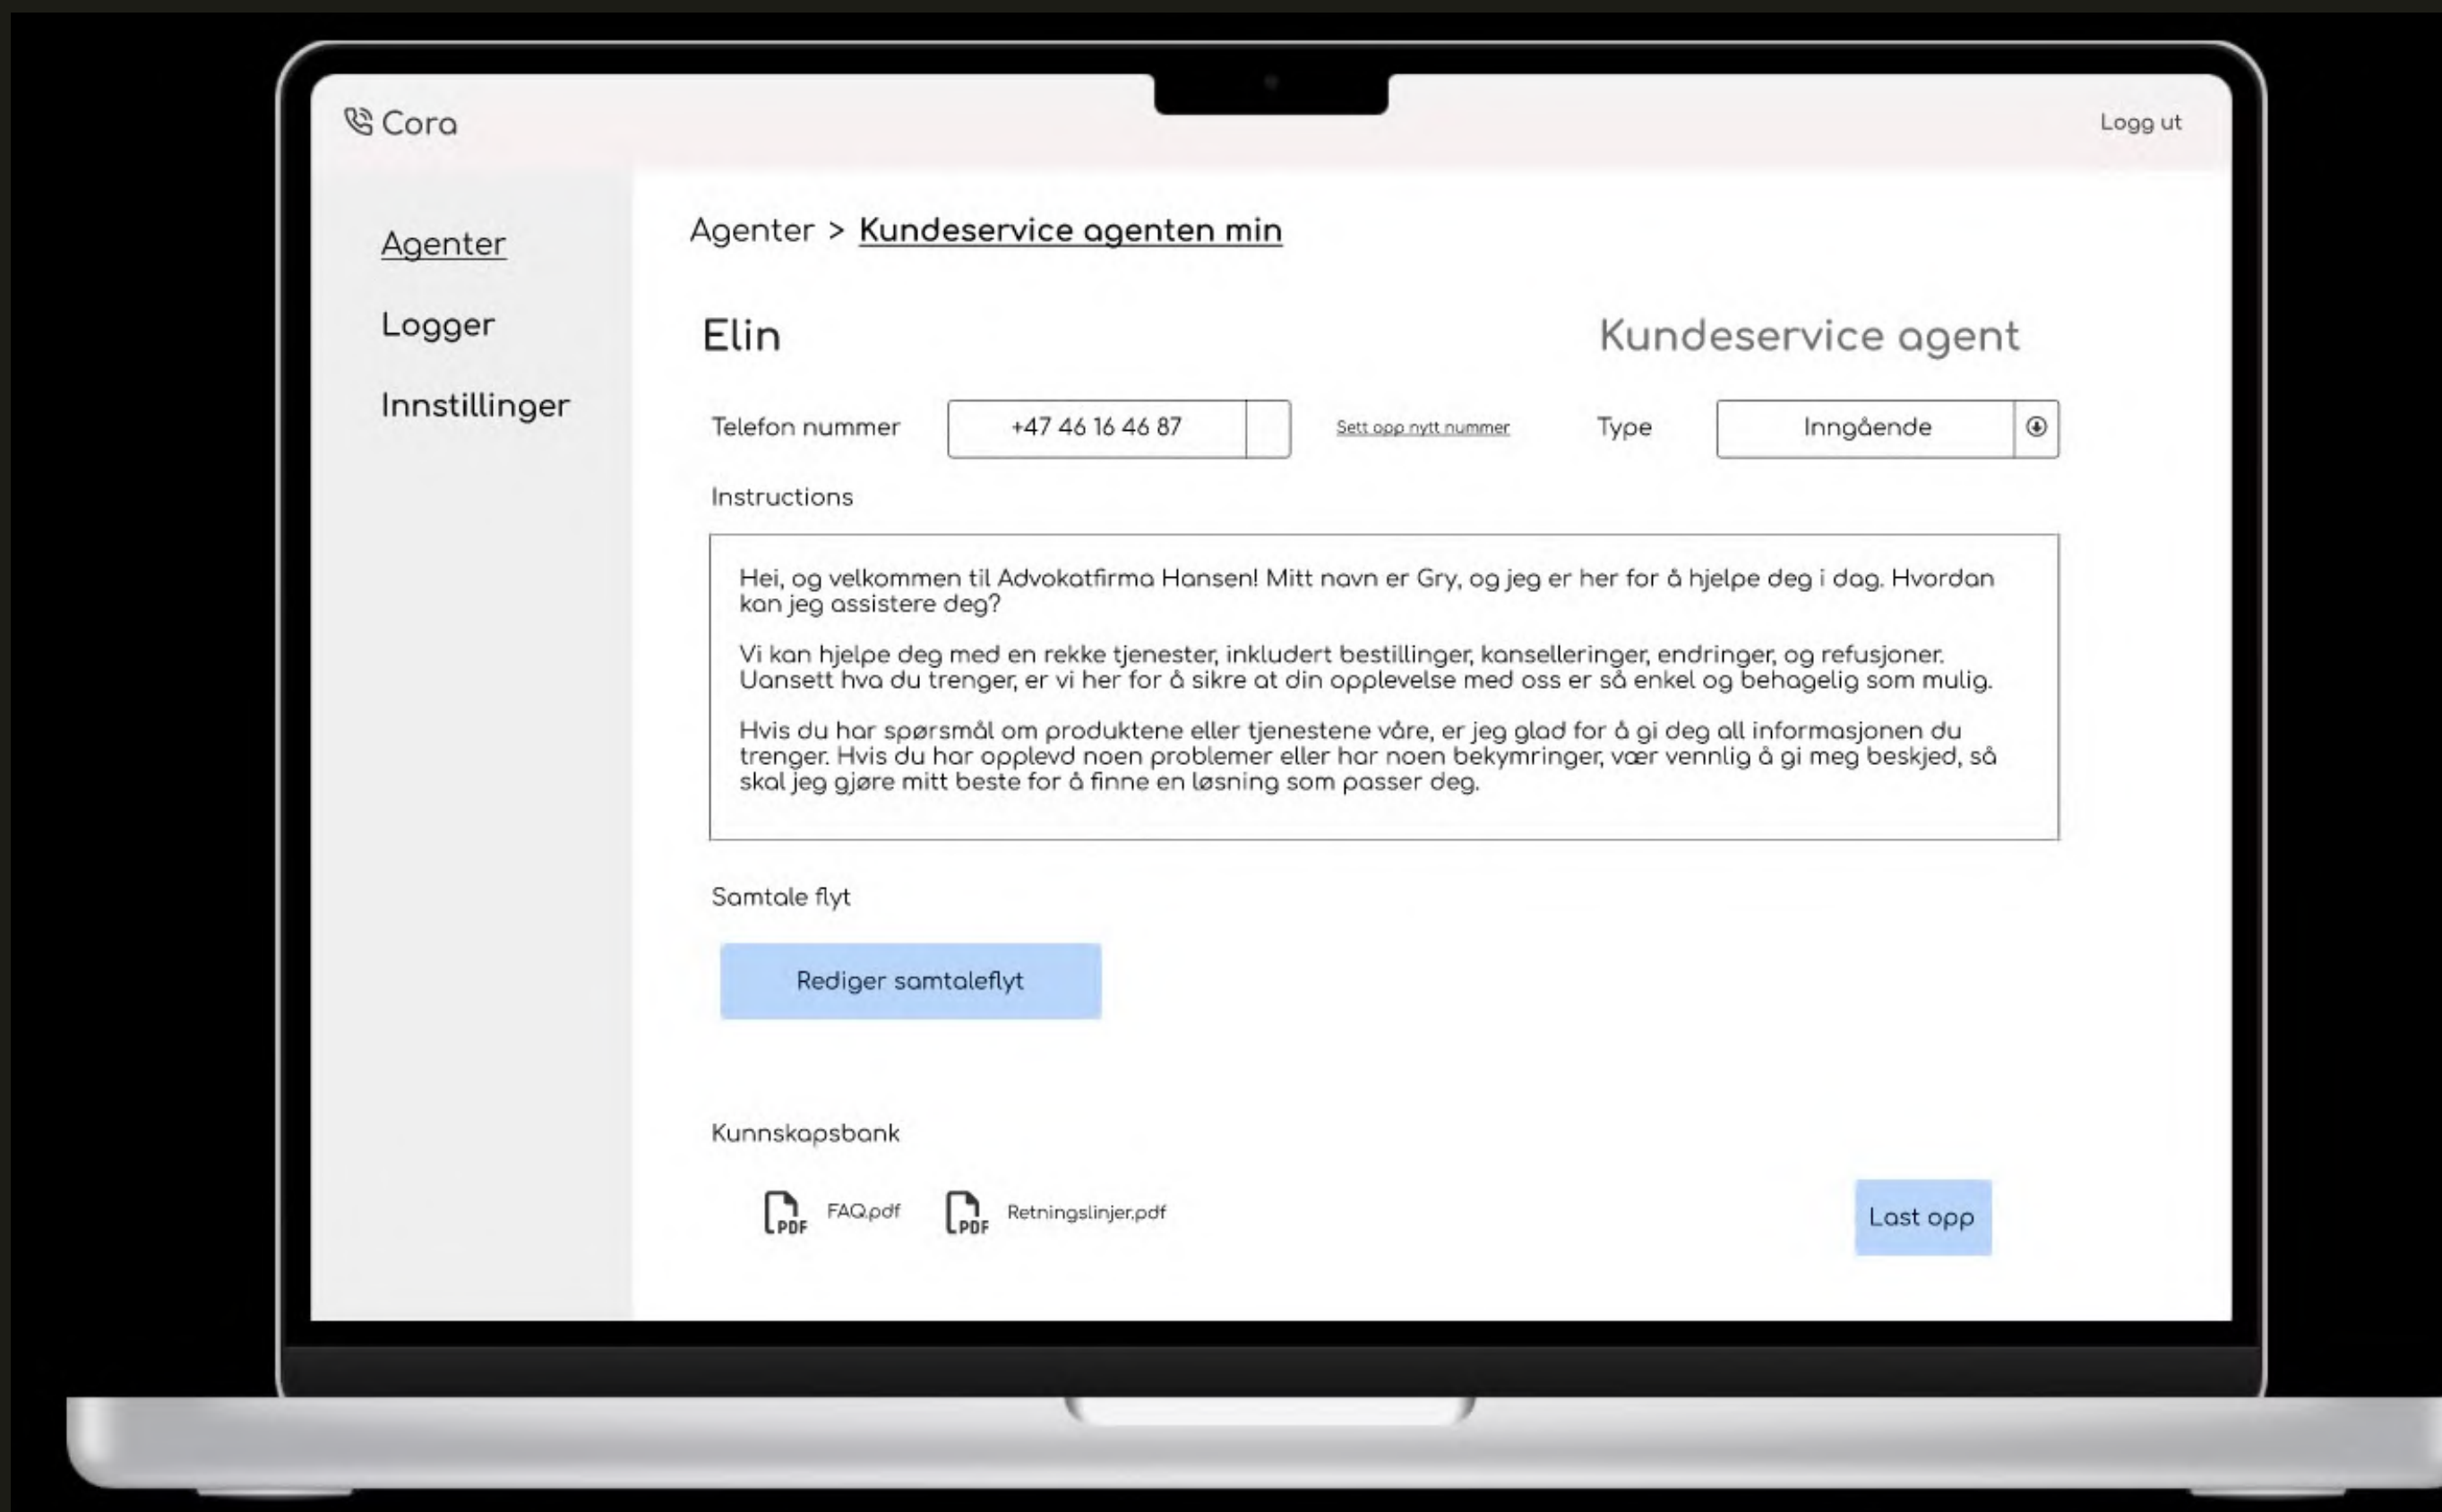 Cora
Logg ut
Agenter
Logger
Innstillinger
Agenter > Kundeservice agenten min
Elin
Kundeservice agent
Telefon nummer
+47 46 16 46 87
Sett opp nytt nummer
Type
Inngående
Instructions
Hei, og velkommen til Advokatfirma Hansen! Mitt navn er Gry, og jeg er her for å hjelpe deg i dag. Hvordan
kan jeg assistere deg?
Vi kan hjelpe deg med en rekke tjenester, inkludert bestillinger, kanselleringer, endringer, og refusjoner.
Uansett hva du trenger, er vi her for å sikre at din opplevelse med oss er så enkel og behagelig som mulig.
Hvis du har spørsmål om produktene eller tjenestene våre, er jeg glad for å gi deg all informasjonen du
trenger. Hvis du har opplevd noen problemer eller har noen bekymringer, vær vennlig å gi meg beskjed, så
skal jeg gjøre mitt beste for å finne en løsning som passer deg.
Samtale flyt
Rediger samtaleflyt
Kunnskapsbank
PDF
FAQ.pdf
PDF
Retningslinjer.pdf
Last opp